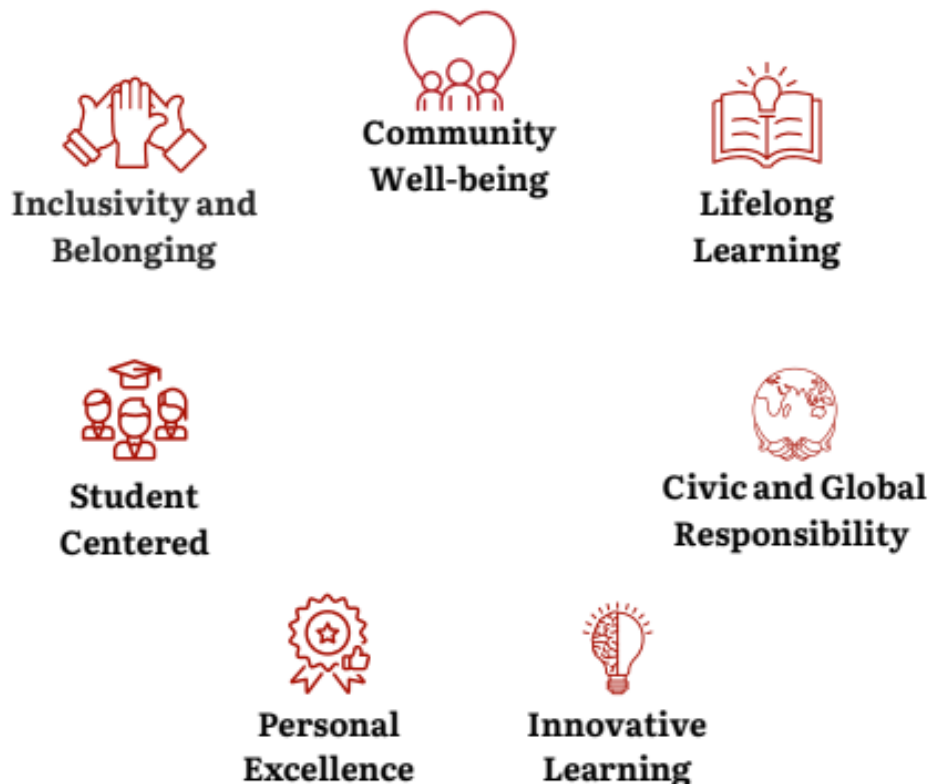 Community
Well-being
Inclusivity and
Belonging
Lifelong
Learning
Student
Centered
Civic and Global
Responsibility
Personal
Excellence
Innovative
Learning